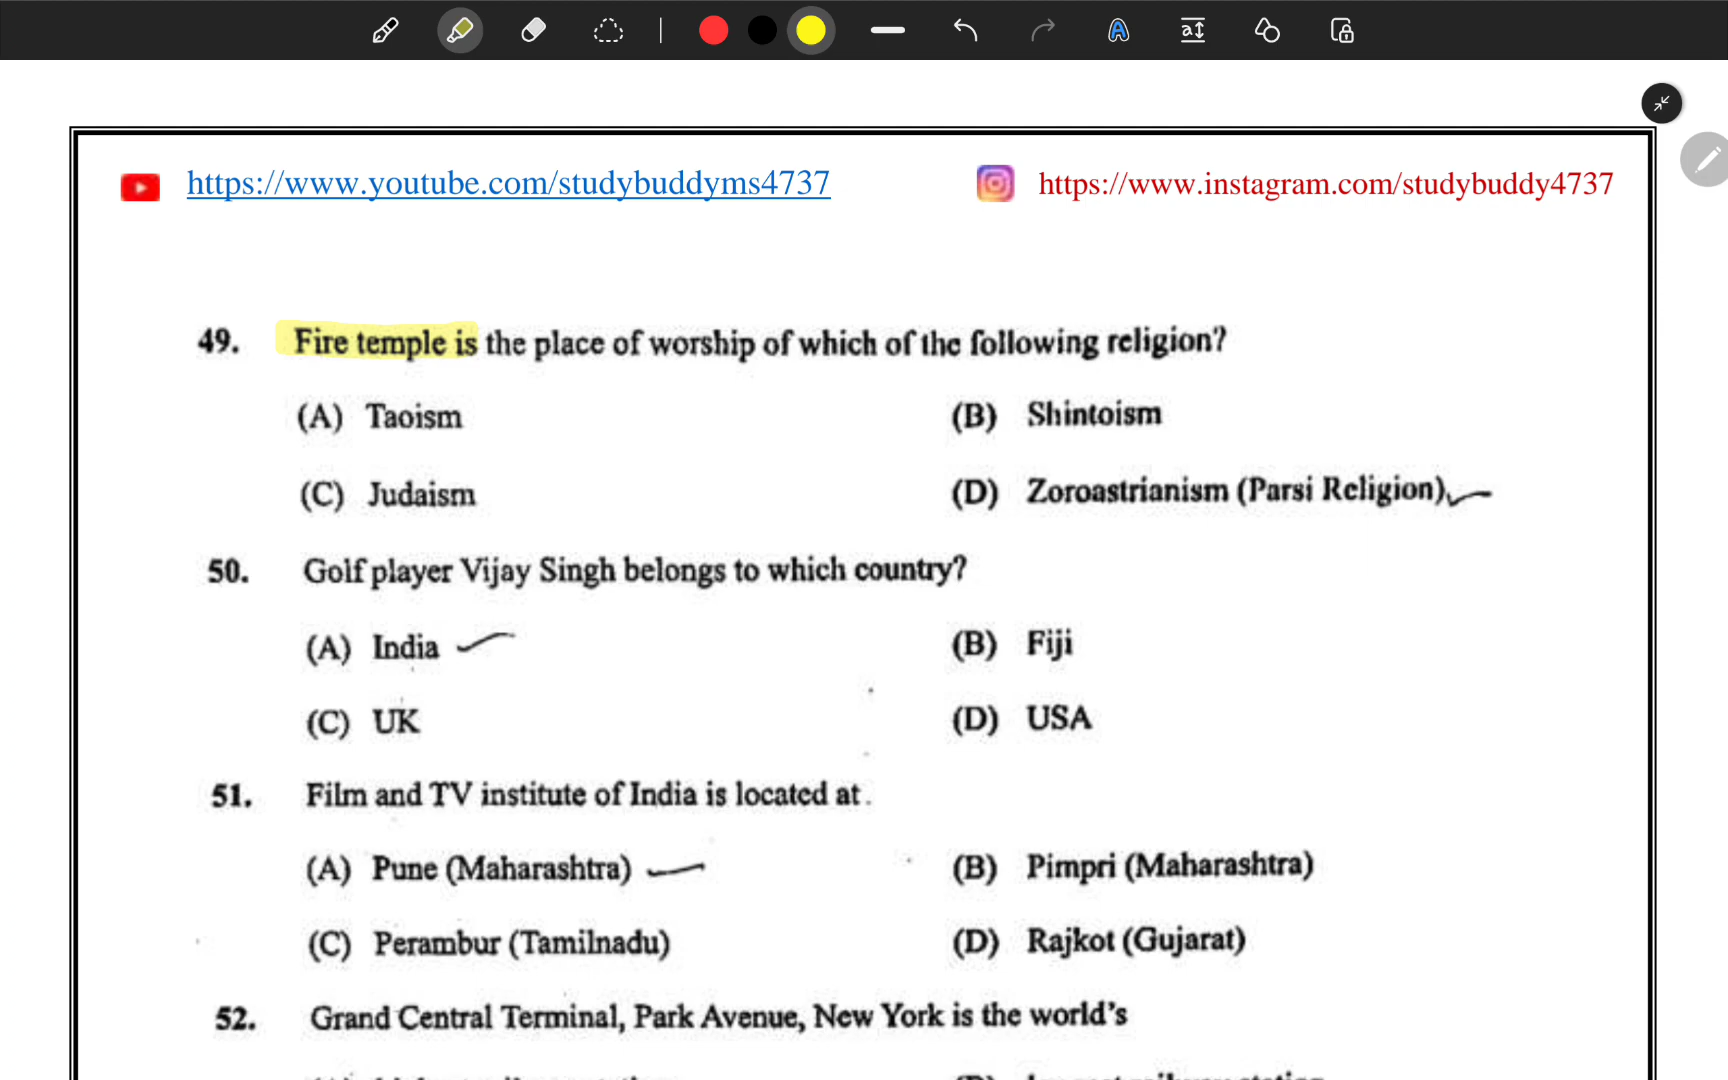 https://www.youtube.com/studybuddyms4737 https://www.instagram.com/studybuddy4737
49. Fire temple is the place of worship of which of the following religion?
(A) Taoism (B) Shintoism
(C) Judaism (D) Zoroastrianism (Parsi Religion)
50. Golf player Vijay Singh belongs to which country?
(A) India (B) Fiji
(C) UK (D) USA
51. Film and TV institute of India is located at.
(A) Pune (Maharashtra) (B) Pimpri (Maharashtra)
(C) Perambur (Tamilnadu) (D) Rajkot (Gujarat)
52. Grand Central Terminal, Park Avenue, New York is the world's